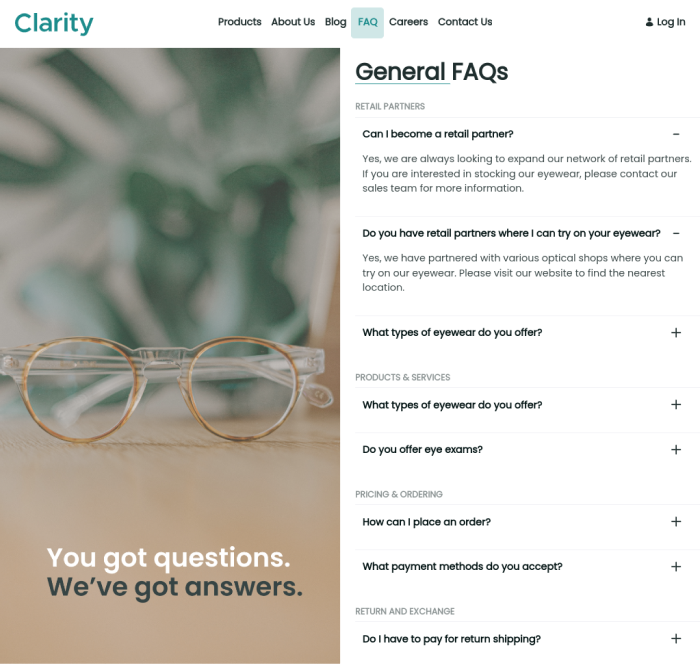 Clarity
Products About Us Blog FAQ Careers Contact Us
Log In
You got questions.
We’ve got answers.
General FAQs
RETAIL PARTNERS
Can I become a retail partner? −
Yes, we are always looking to expand our network of retail partners.
If you are interested in stocking our eyewear, please contact our
sales team for more information.
Do you have retail partners where I can try on your eyewear? −
Yes, we have partnered with various optical shops where you can
try on our eyewear. Please visit our website to find the nearest
location.
What types of eyewear do you offer? +
PRODUCTS & SERVICES
What types of eyewear do you offer? +
Do you offer eye exams? +
PRICING & ORDERING
How can I place an order? +
What payment methods do you accept? +
RETURN AND EXCHANGE
Do I have to pay for return shipping? +